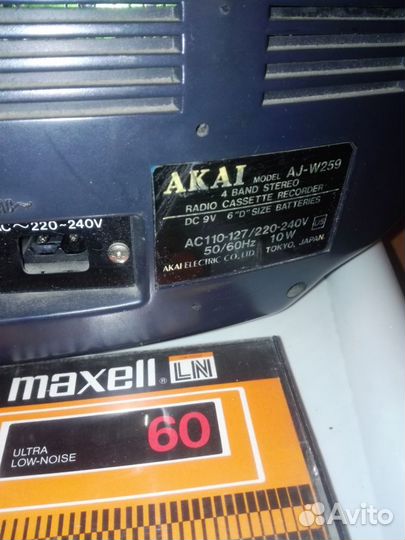 AKAI MODEL AJ-W259
4 BAND STEREO
RADIO CASSETTE RECORDER
DC 9V 6 "D" SIZE BATTERIES
AC110-127/220-240V
50/60Hz 10W
AKAI ELECTRIC CO., LTD. TOKYO, JAPAN
~220~240V
maxell® LN
ULTRA
LOW-NOISE
60
Avito